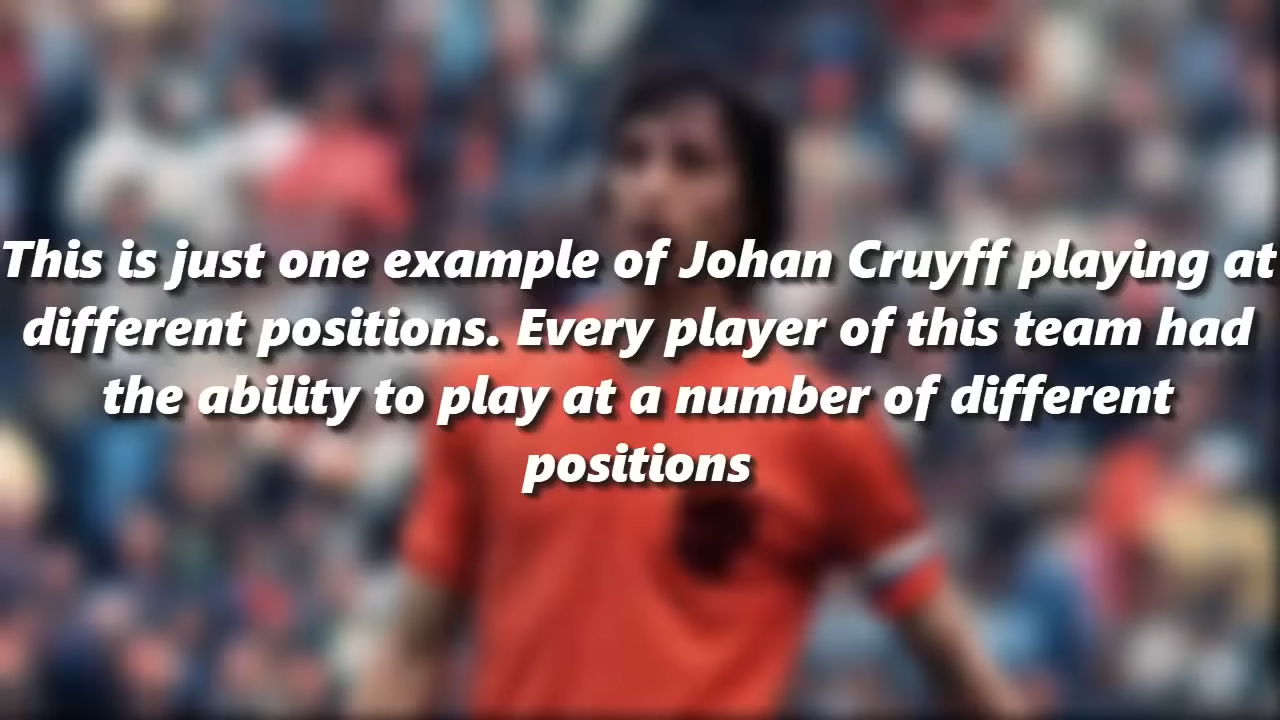 This is just one example of Johan Cruyff playing at
different positions. Every player of this team had
the ability to play at a number of different
positions